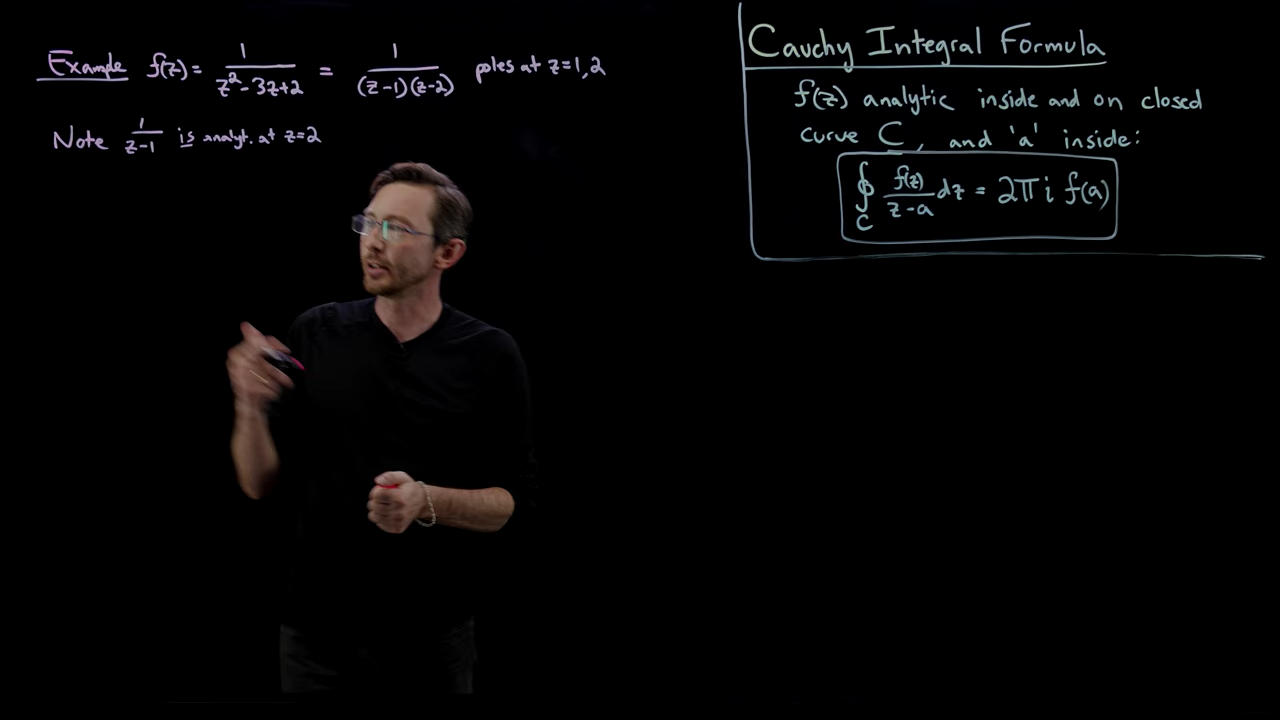 Example f(z) = 1/(z² - 3z + 2) = 1/((z-1)(z-2)) poles at z=1,2
Note 1/(z-1) is analyt. at z=2
Cauchy Integral Formula
f(z) analytic inside and on closed
curve C, and 'a' inside:
∮_C f(z)/(z-a) dz = 2πi f(a)